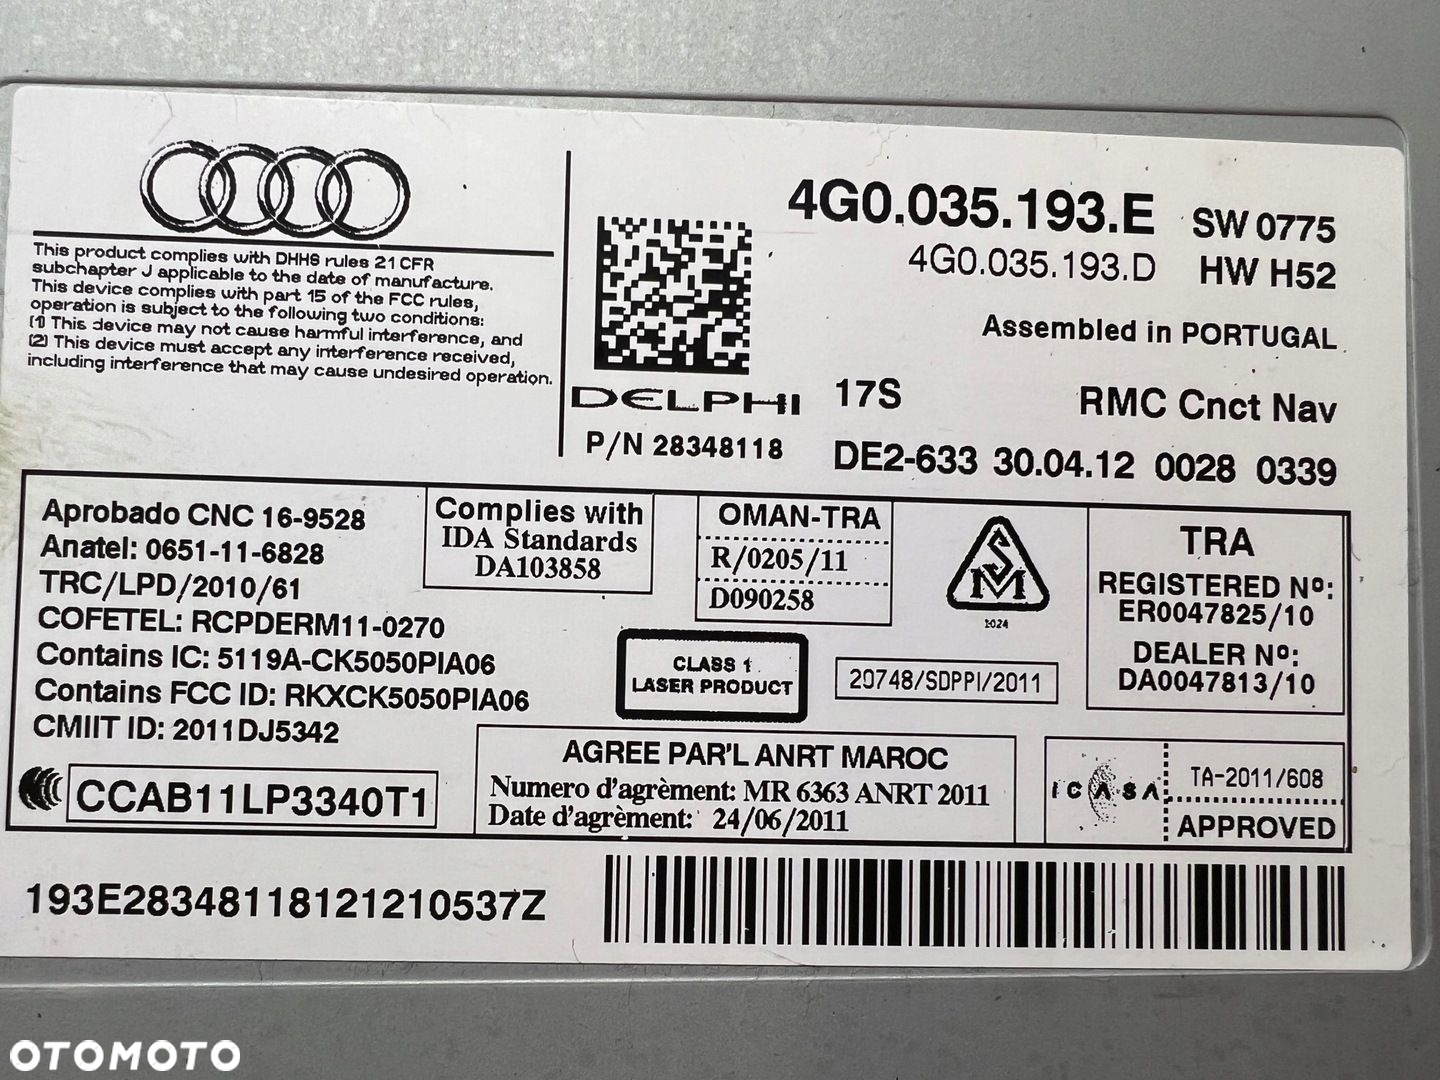 This product complies with DHHS rules 21 CFR
subchapter J applicable to the date of manufacture.
This device complies with part 15 of the FCC rules,
operation is subject to the following two conditions:
(1) This device may not cause harmful interference, and
(2) This device must accept any interference received,
including interference that may cause undesired operation.
4G0.035.193.E SW 0775
4G0.035.193.D HW H52
Assembled in PORTUGAL
DELPHI 17S RMC Cnct Nav
P/N 28348118 DE2-633 30.04.12 0028 0339
Aprobado CNC 16-9528
Anatel: 0651-11-6828
TRC/LPD/2010/61
COFETEL: RCPDERM11-0270
Contains IC: 5119A-CK5050PIA06
Contains FCC ID: RKXCK5050PIA06
CMIIT ID: 2011DJ5342
CCAB11LP3340T1
Complies with
IDA Standards
DA103858
OMAN-TRA
R/0205/11
D090258
SM
2024
TRA
REGISTERED Nº:
ER0047825/10
DEALER Nº:
DA0047813/10
CLASS 1
LASER PRODUCT
20748/SDPPI/2011
AGREE PAR'L ANRT MAROC
Numero d'agrèment: MR 6363 ANRT 2011
Date d'agrèment: 24/06/2011
ICASA
TA-2011/608
APPROVED
193E28348118121210537Z
OTOMOTO